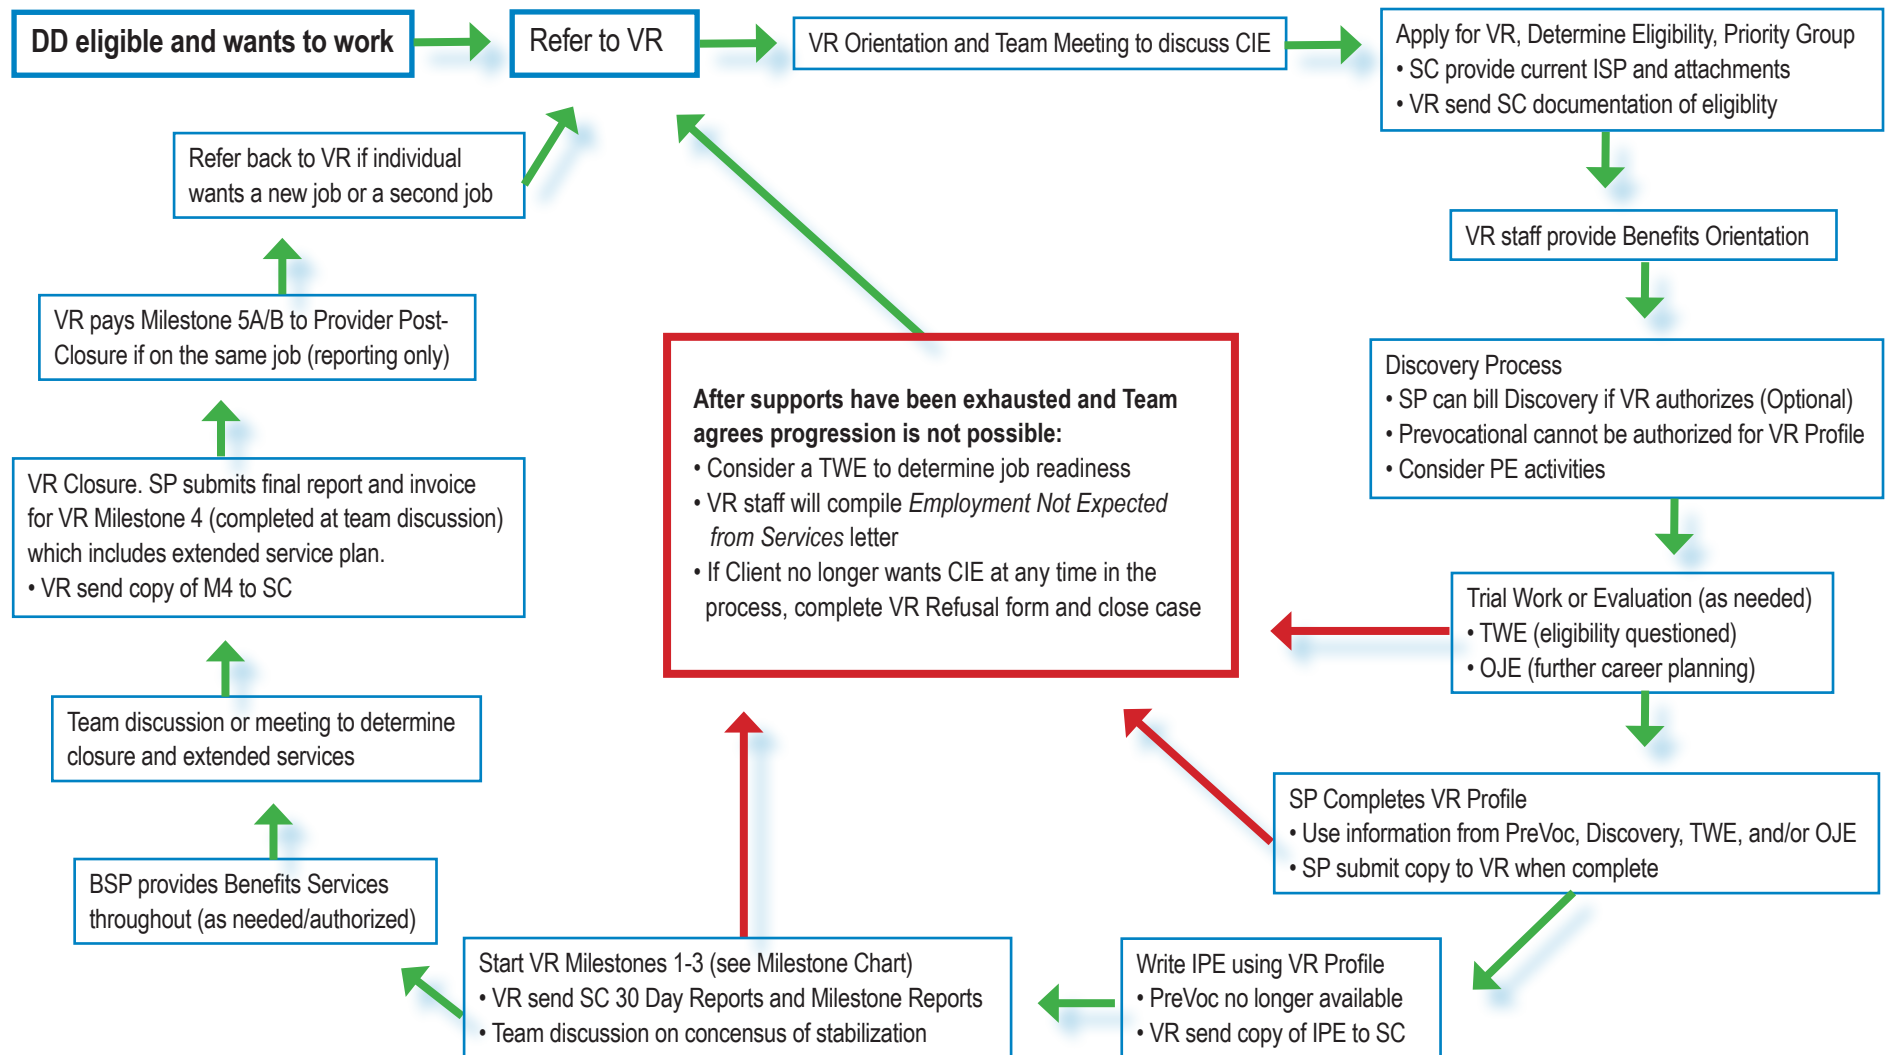 DD eligible and wants to work
Refer to VR
VR Orientation and Team Meeting to discuss CIE
Apply for VR, Determine Eligibility, Priority Group
• SC provide current ISP and attachments
• VR send SC documentation of eligiblity
VR staff provide Benefits Orientation
Discovery Process
• SP can bill Discovery if VR authorizes (Optional)
• Prevocational cannot be authorized for VR Profile
• Consider PE activities
Trial Work or Evaluation (as needed)
• TWE (eligibility questioned)
• OJE (further career planning)
SP Completes VR Profile
• Use information from PreVoc, Discovery, TWE, and/or OJE
• SP submit copy to VR when complete
Write IPE using VR Profile
• PreVoc no longer available
• VR send copy of IPE to SC
Start VR Milestones 1-3 (see Milestone Chart)
• VR send SC 30 Day Reports and Milestone Reports
• Team discussion on concensus of stabilization
BSP provides Benefits Services
throughout (as needed/authorized)
Team discussion or meeting to determine
closure and extended services
VR Closure. SP submits final report and invoice
for VR Milestone 4 (completed at team discussion)
which includes extended service plan.
• VR send copy of M4 to SC
VR pays Milestone 5A/B to Provider Post-
Closure if on the same job (reporting only)
Refer back to VR if individual
wants a new job or a second job
After supports have been exhausted and Team
agrees progression is not possible:
• Consider a TWE to determine job readiness
• VR staff will compile Employment Not Expected
from Services letter
• If Client no longer wants CIE at any time in the
process, complete VR Refusal form and close case